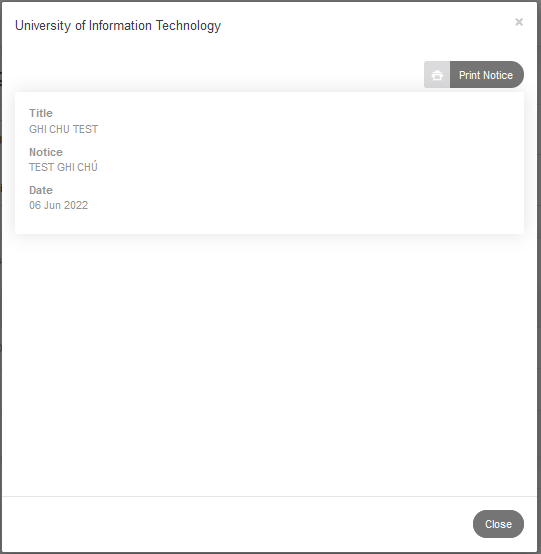 University of Information Technology
×
Print Notice
Title
GHI CHU TEST
Notice
TEST GHI CHÚ
Date
06 Jun 2022
Close